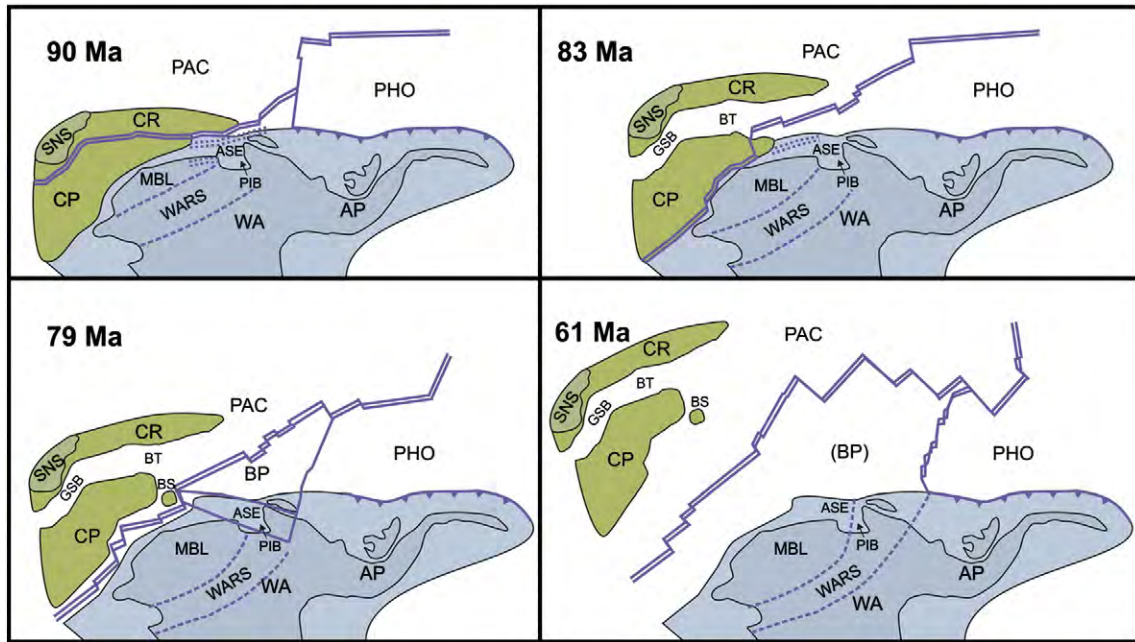 90 Ma
PAC
PHO
CR
SNS
CP
ASE
MBL
PIB
WARS
WA
AP
83 Ma
PAC
PHO
CR
SNS
BT
GSB
ASE
CP
MBL
PIB
WARS
WA
AP
79 Ma
PAC
CR
SNS
BT
BP
PHO
GSB
BS
CP
ASE
MBL
PIB
WARS
WA
AP
61 Ma
PAC
CR
BT
SNS
GSB
BS
CP
(BP)
PHO
ASE
MBL
PIB
WARS
AP
WA